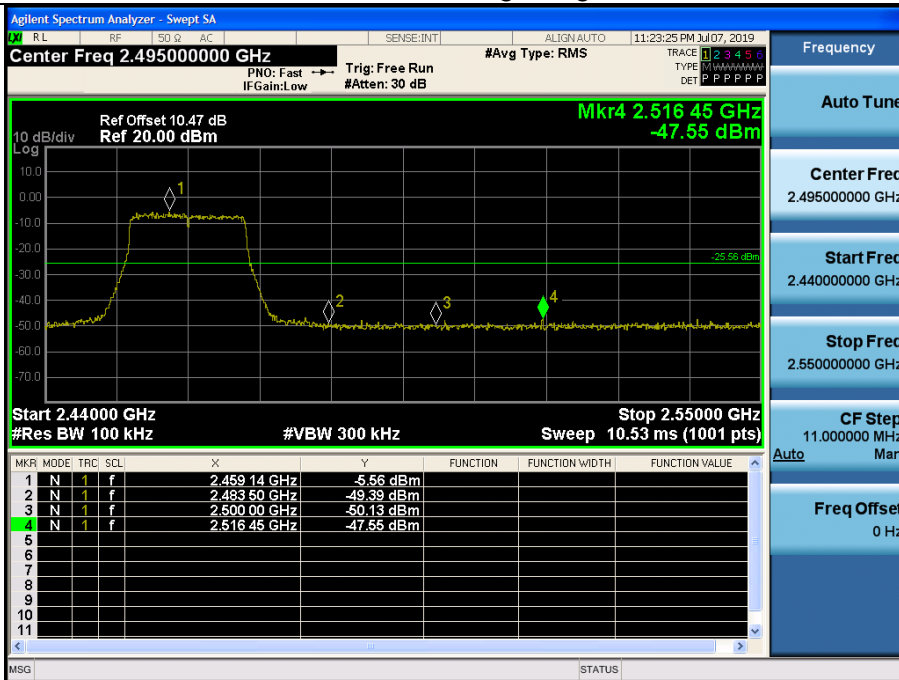 Agilent Spectrum Analyzer - Swept SA
LXI RL RF 50 Ω AC SENSE:INT ALIGN AUTO 11:23:25 PM Jul 07, 2019
Center Freq 2.495000000 GHz #Avg Type: RMS TRACE 1 2 3 4 5 6
PNO: Fast Trig: Free Run TYPE M WWWWW
IFGain:Low #Atten: 30 dB DET P P P P P P
Frequency
Auto Tune
Mkr4 2.516 45 GHz
-47.55 dBm
Ref Offset 10.47 dB
10 dB/div Ref 20.00 dBm
Log
10.0
0.00
-10.0
-20.0
-30.0
-40.0
-50.0
-60.0
-70.0
1
-25.56 dBm
2
3
4
Start 2.44000 GHz Stop 2.55000 GHz
#Res BW 100 kHz #VBW 300 kHz Sweep 10.53 ms (1001 pts)
Center Freq
2.495000000 GHz
Start Freq
2.440000000 GHz
Stop Freq
2.550000000 GHz
CF Step
11.000000 MHz
Auto Man
Freq Offset
0 Hz
MKR MODE TRC SCL X Y FUNCTION FUNCTION WIDTH FUNCTION VALUE
1 N 1 f 2.459 14 GHz -5.56 dBm
2 N 1 f 2.483 50 GHz -49.39 dBm
3 N 1 f 2.500 00 GHz -50.13 dBm
4 N 1 f 2.516 45 GHz -47.55 dBm
5
6
7
8
9
10
11
MSG STATUS